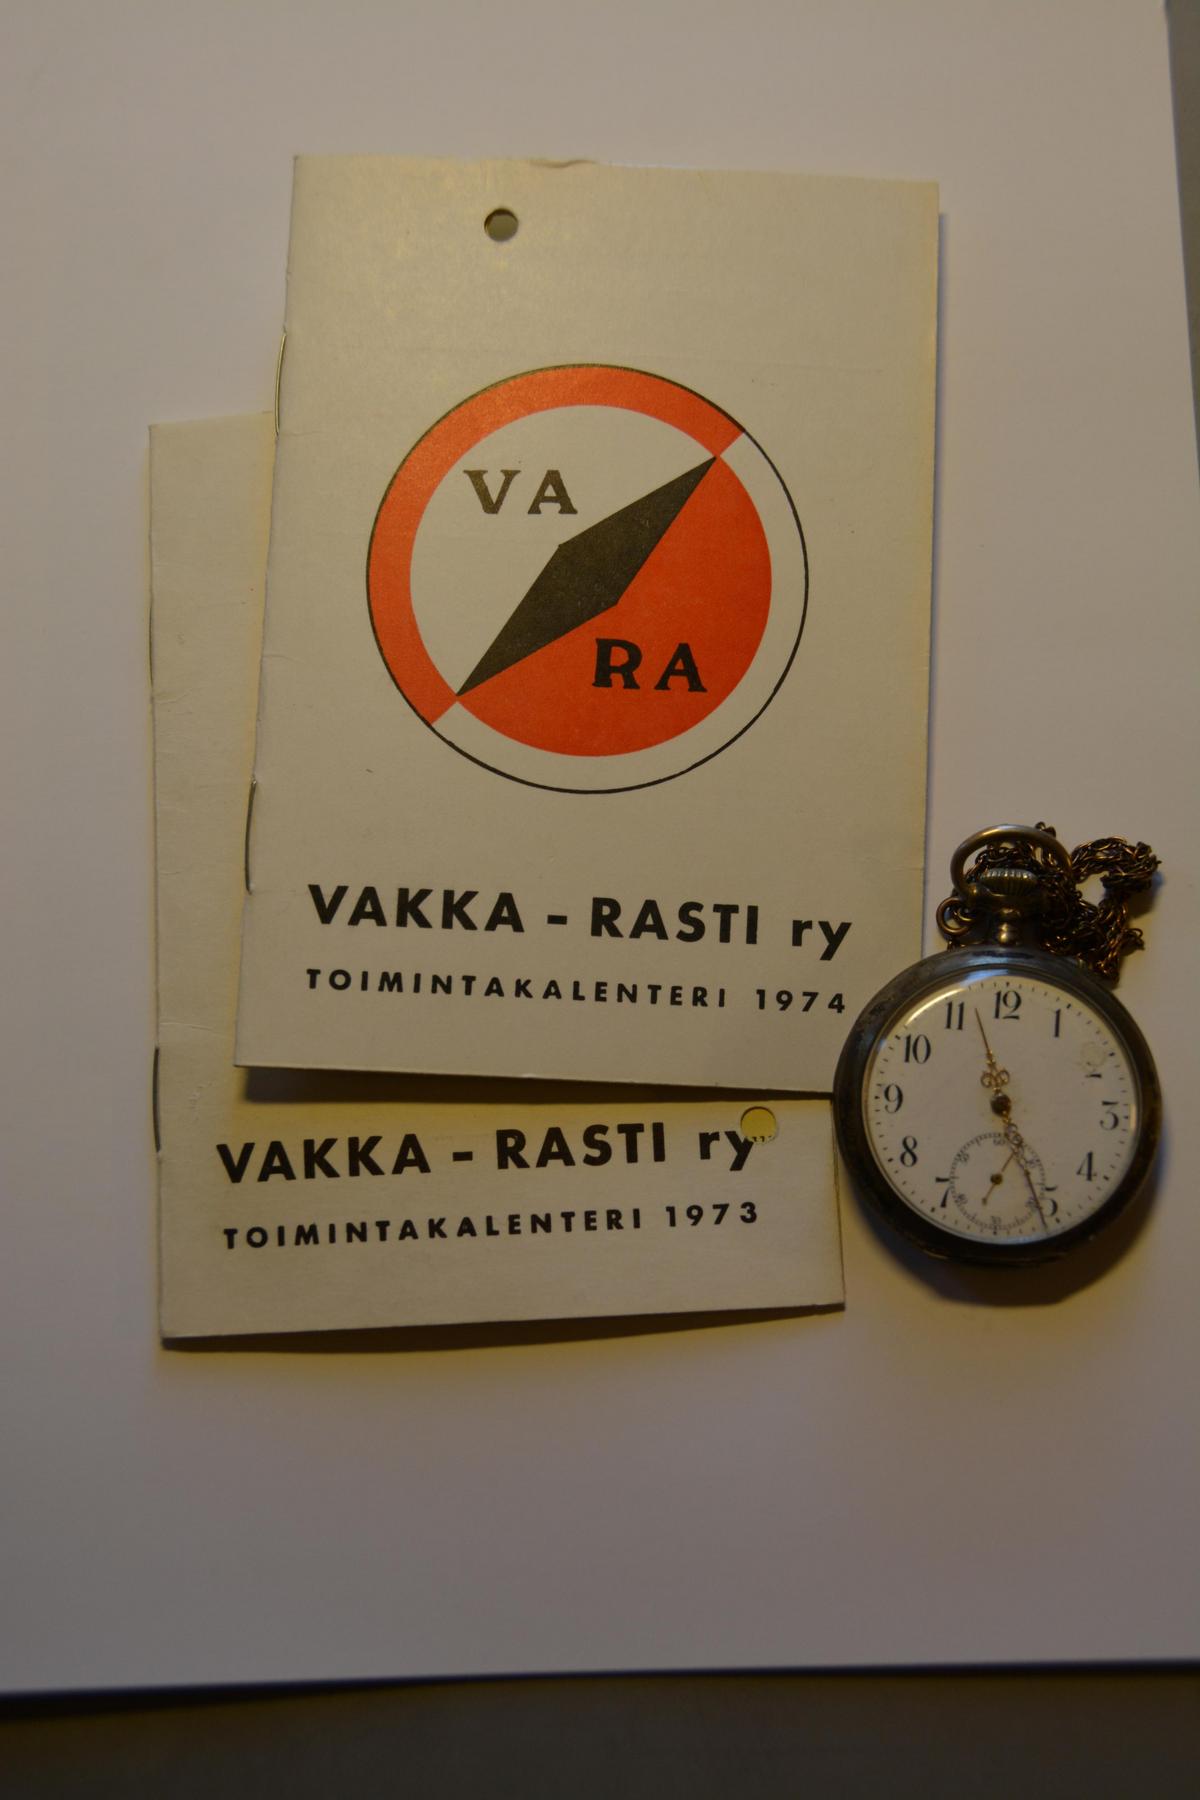 VA
RA
VAKKA - RASTI ry
TOIMINTAKALENTERI 1974
VAKKA - RASTI ry
TOIMINTAKALENTERI 1973
11 12 1
10
9 3
8 4
7 5